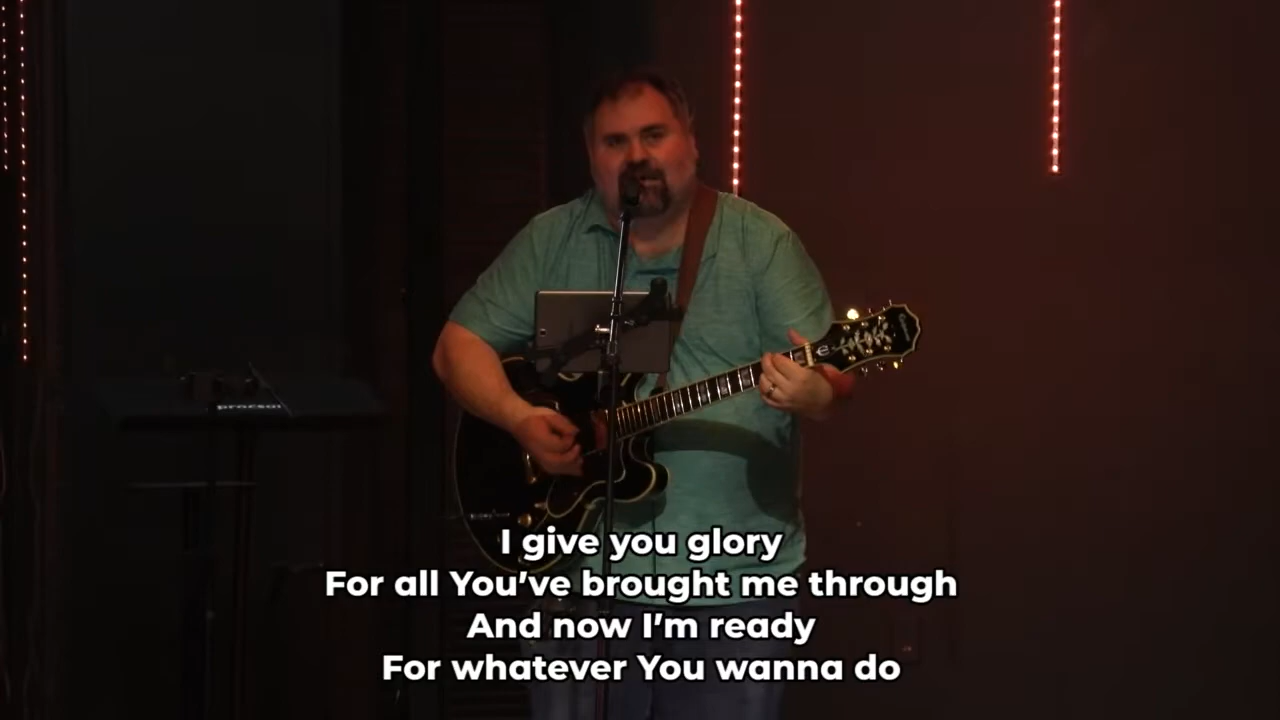 I give you glory
For all You've brought me through
And now I'm ready
For whatever You wanna do